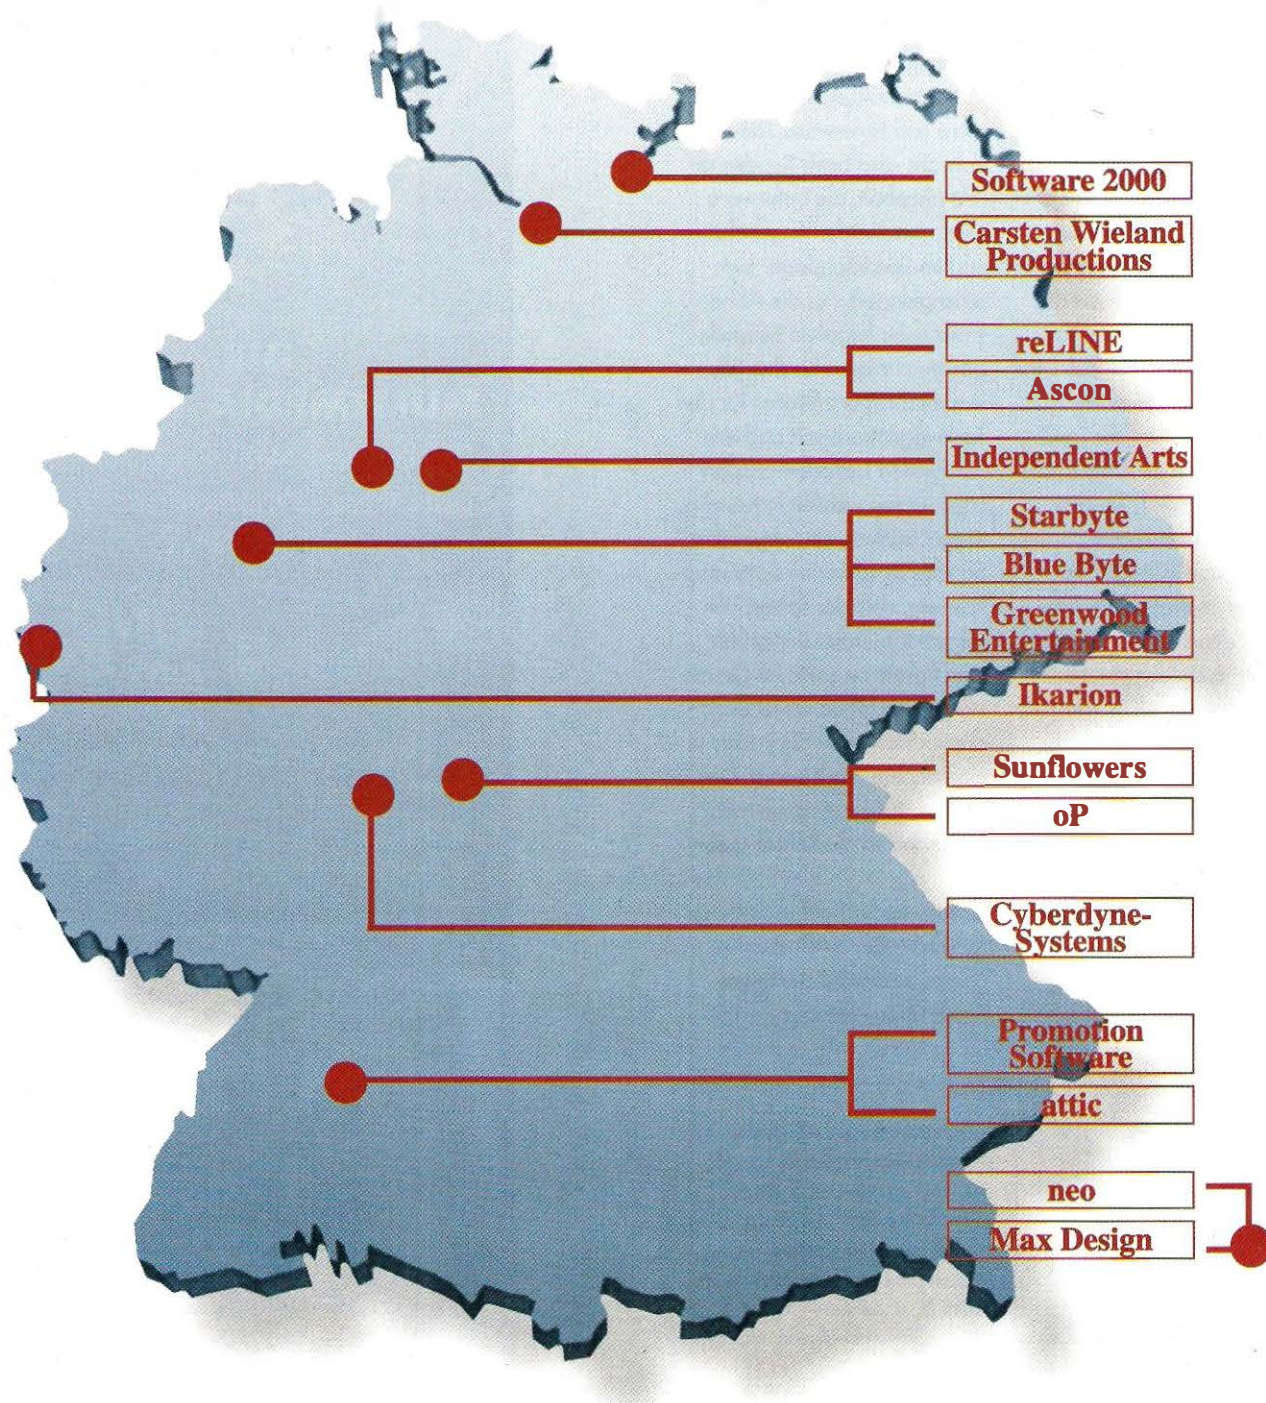 Software 2000
Carsten Wieland
Productions
reLINE
Ascon
Independent Arts
Starbyte
Blue Byte
Greenwood
Entertainment
Ikarion
Sunflowers
oP
Cyberdyne-
Systems
Promotion
Software
attic
neo
Max Design